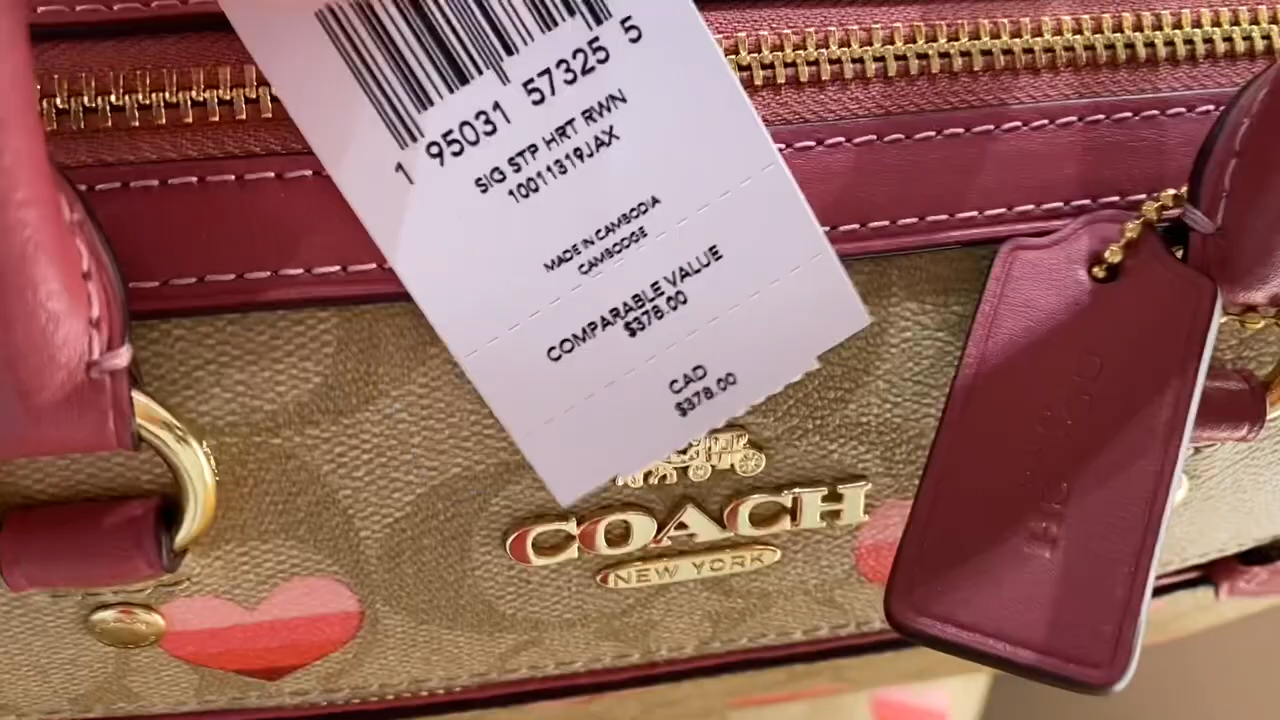 1 95031 57325 5
SIG STP HRT RWN
10011319JAX
MADE IN CAMBODIA
CAMBODGE
COMPARABLE VALUE
$378.00
CAD
$378.00
COACH
NEW YORK